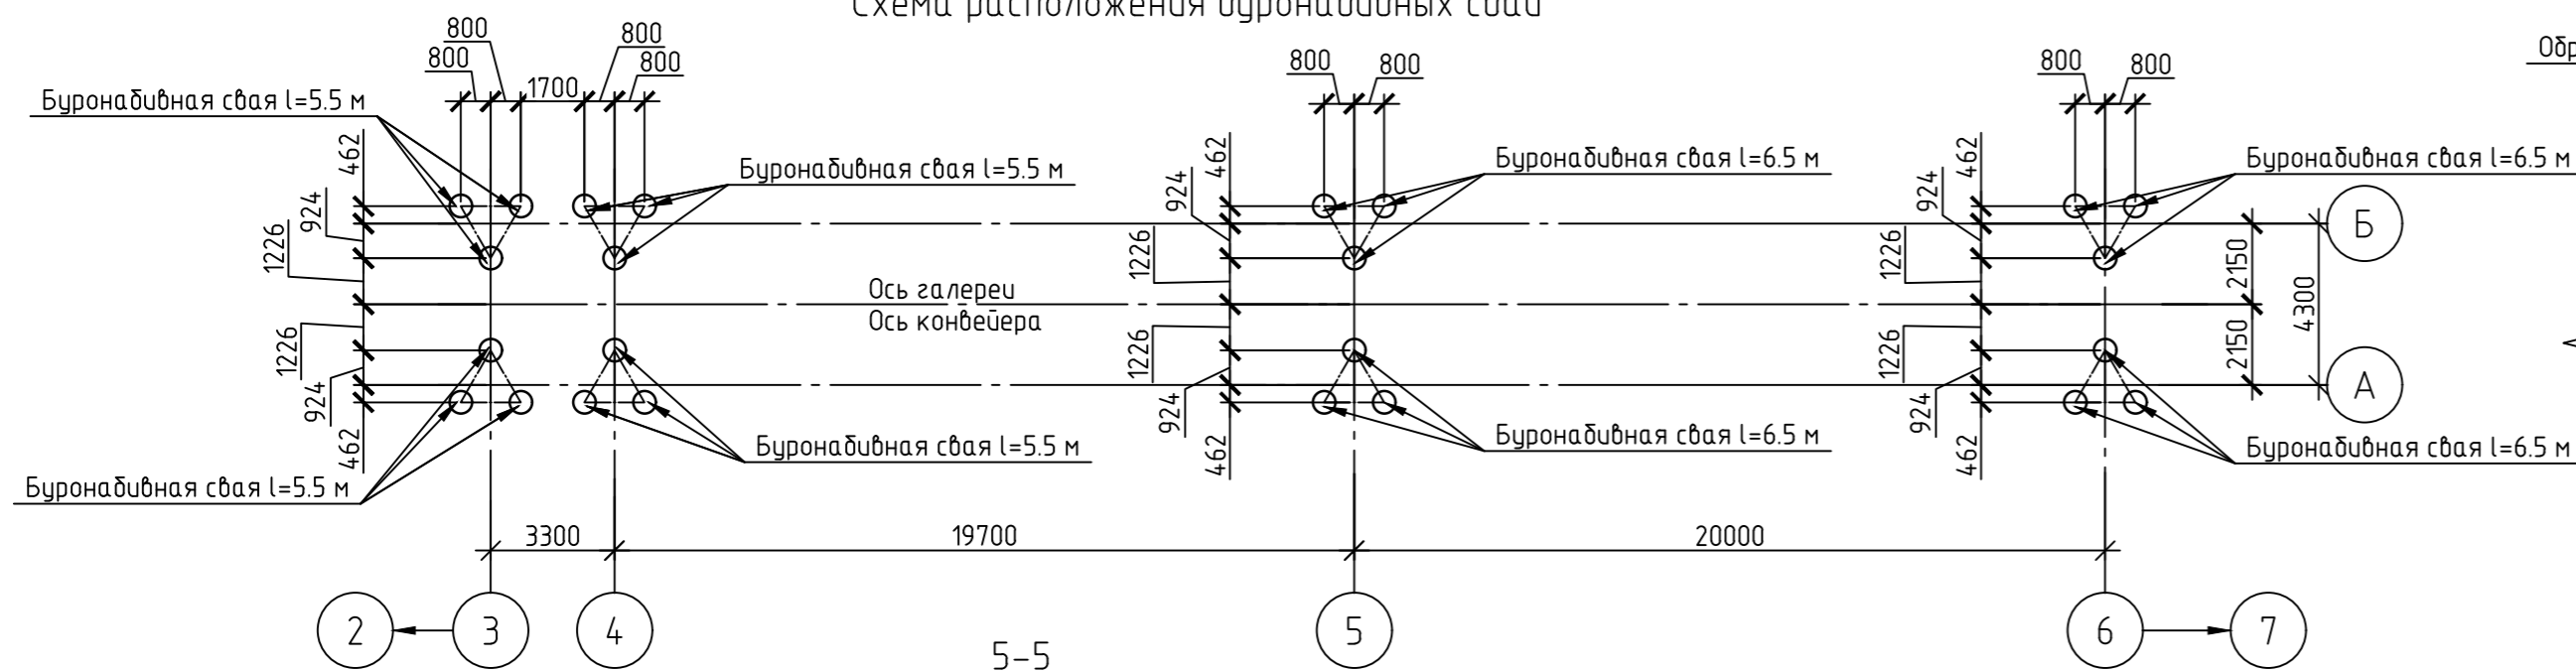 Схема расположения буронабивных свай
Обр
800 800 800 800
1700
800 800
800 800
Буронабивная свая l=5.5 м
Буронабивная свая l=5.5 м
Буронабивная свая l=6.5 м
Буронабивная свая l=6.5 м
462 924 1226 1226 924 462
462 924 1226 1226 924 462
462 924 1226 1226 924 462
2150 2150 4300
Б
Ось галереи
Ось конвейера
А
Буронабивная свая l=5.5 м
Буронабивная свая l=5.5 м
Буронабивная свая l=6.5 м
Буронабивная свая l=6.5 м
3300 19700 20000
2 3 4 5 6 7
5-5